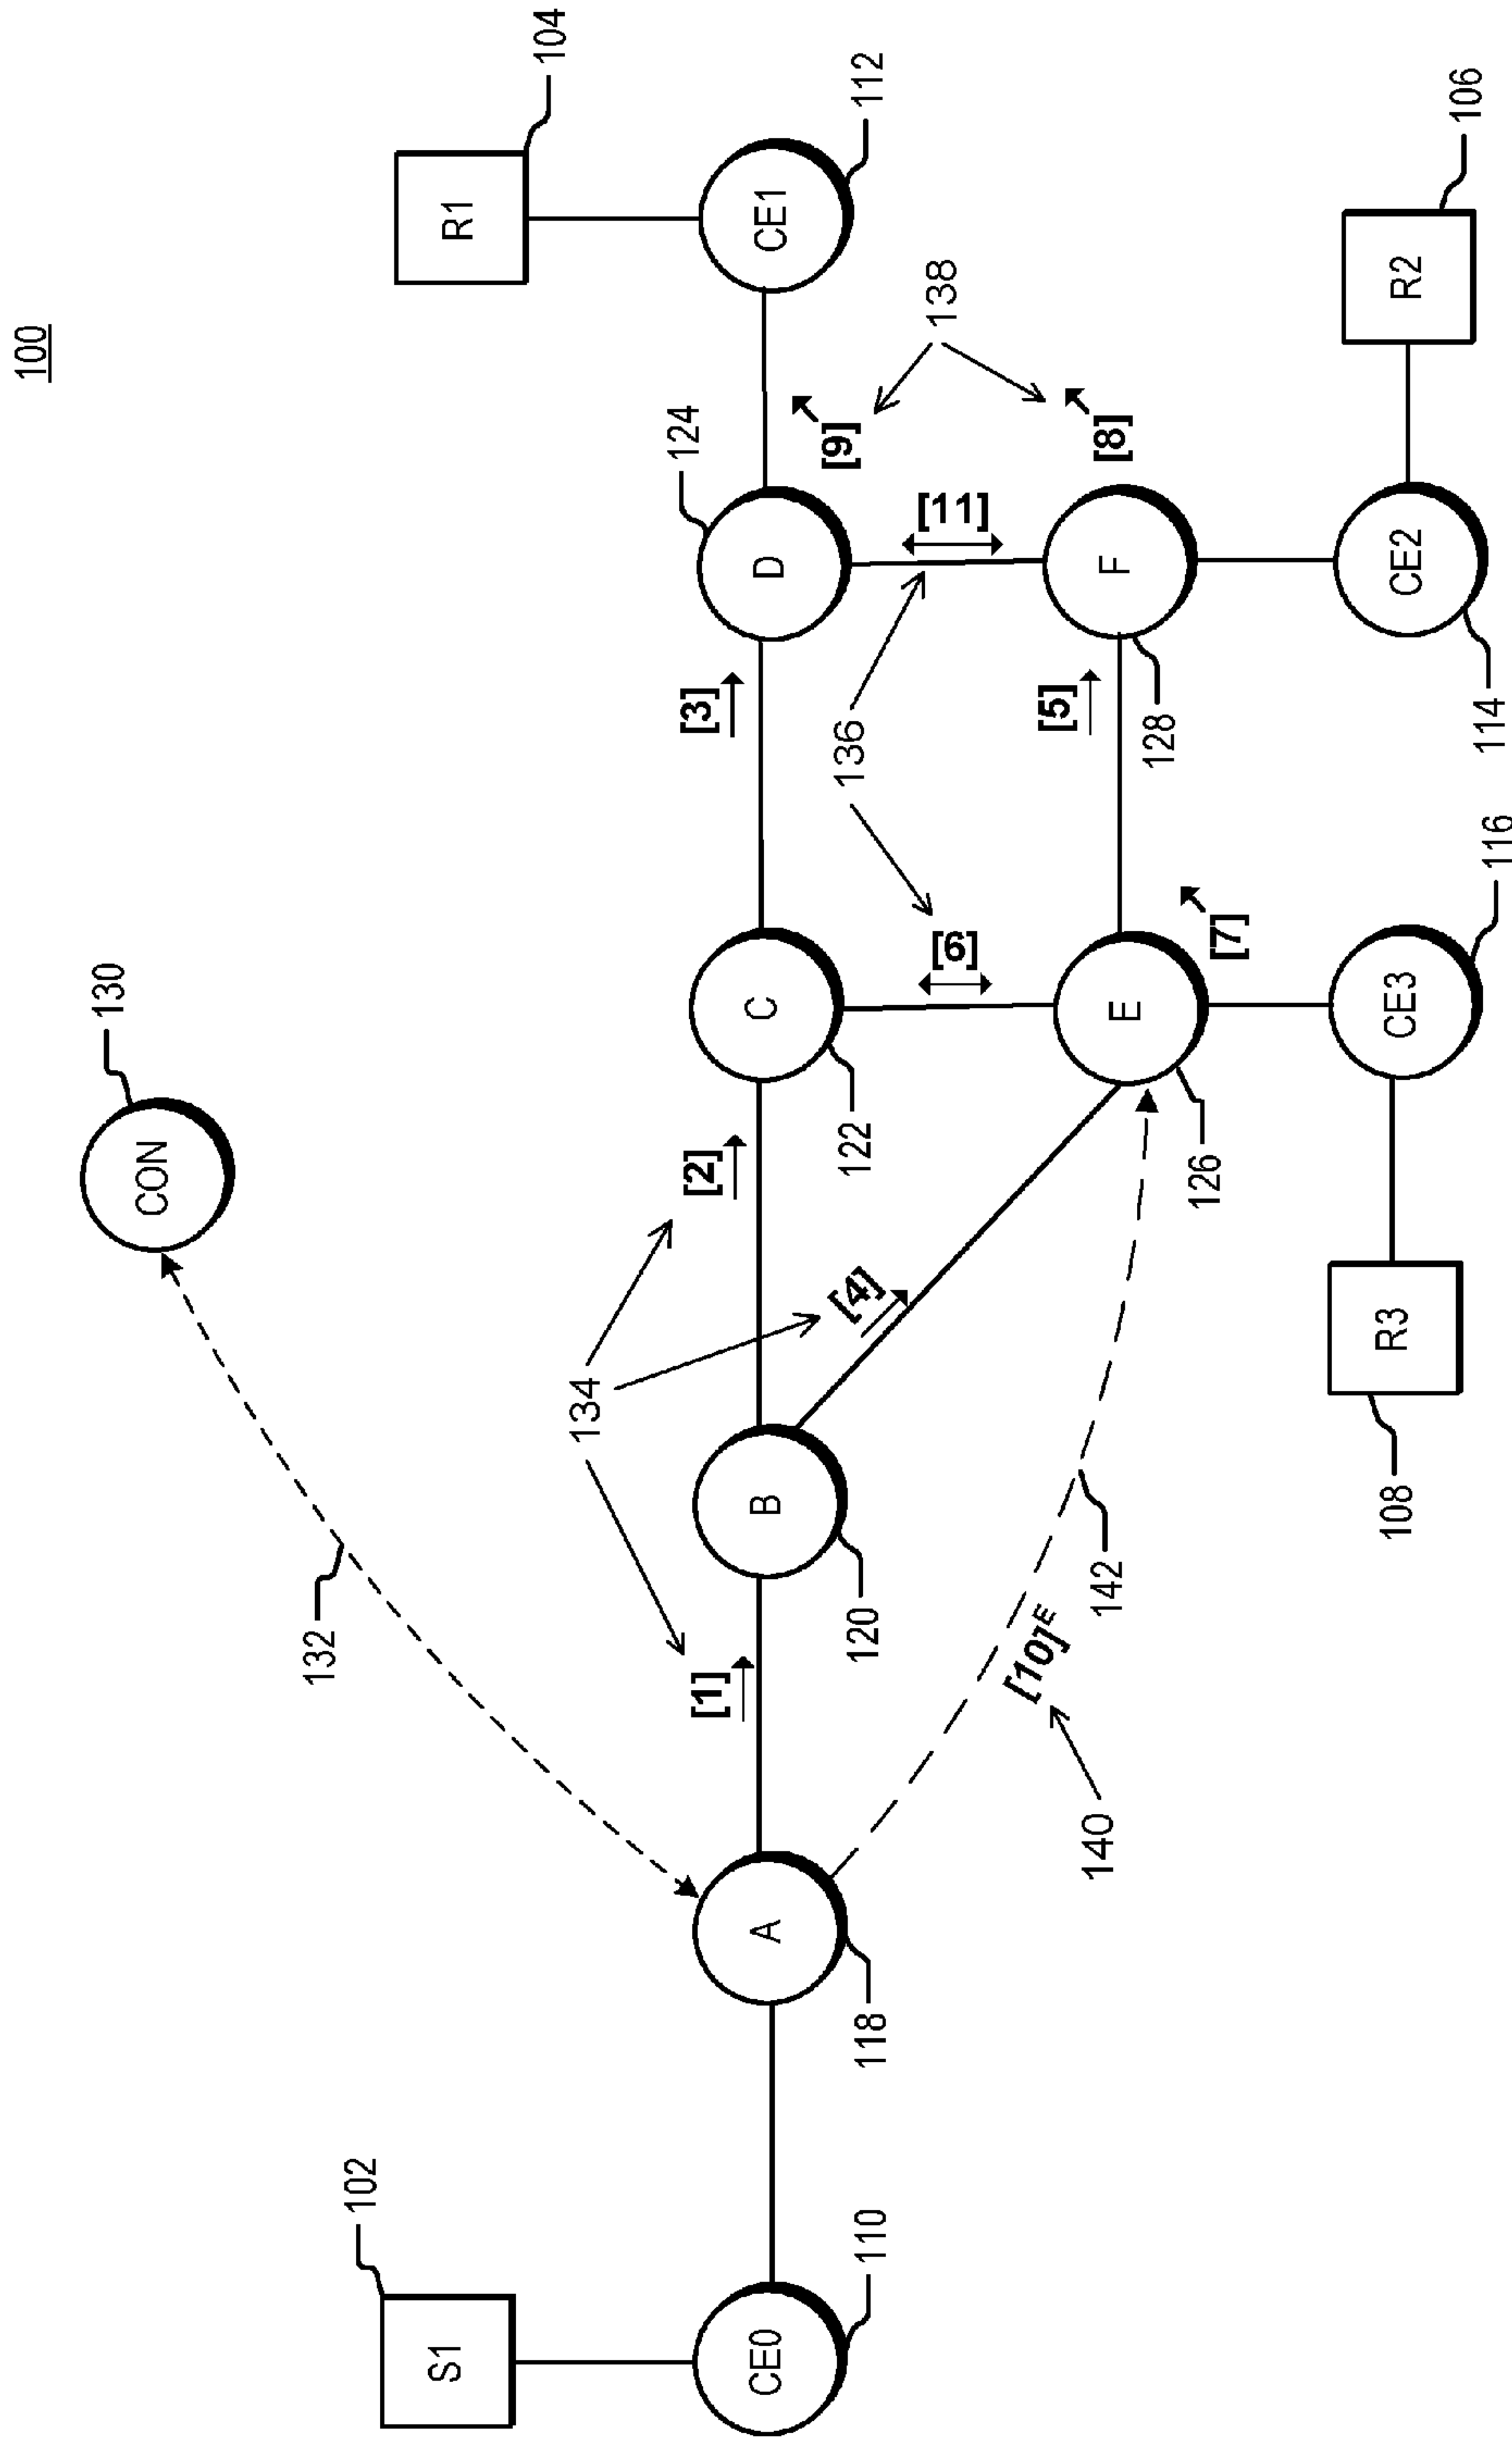 100
130
CON
132
104
R1
102
S1
134
[1]
[2]
[3]
124
CE0
110
A
118
B
120
C
122
D
[9]
CE1
112
138
[4]
136
[6]
[11]
[8]
[10]ᴱ
140
142
E
126
[7]
[5]
F
128
R3
108
CE3
116
CE2
114
R2
106